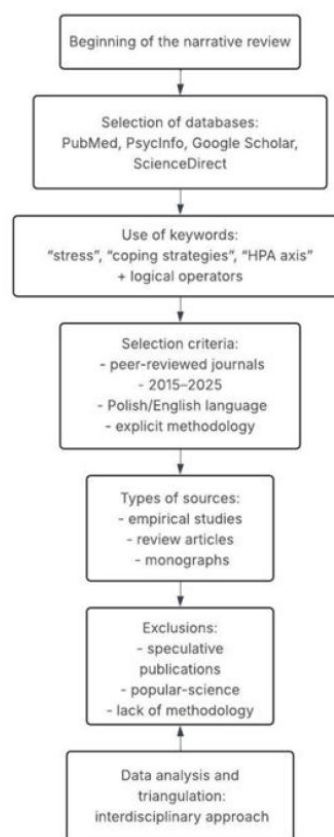 Beginning of the narrative review
Selection of databases:
PubMed, PsycInfo, Google Scholar,
ScienceDirect
Use of keywords:
“stress”, “coping strategies”, “HPA axis”
+ logical operators
Selection criteria:
- peer-reviewed journals
- 2015–2025
- Polish/English language
- explicit methodology
Types of sources:
- empirical studies
- review articles
- monographs
Exclusions:
- speculative
publications
- popular-science
- lack of methodology
Data analysis and
triangulation:
interdisciplinary approach